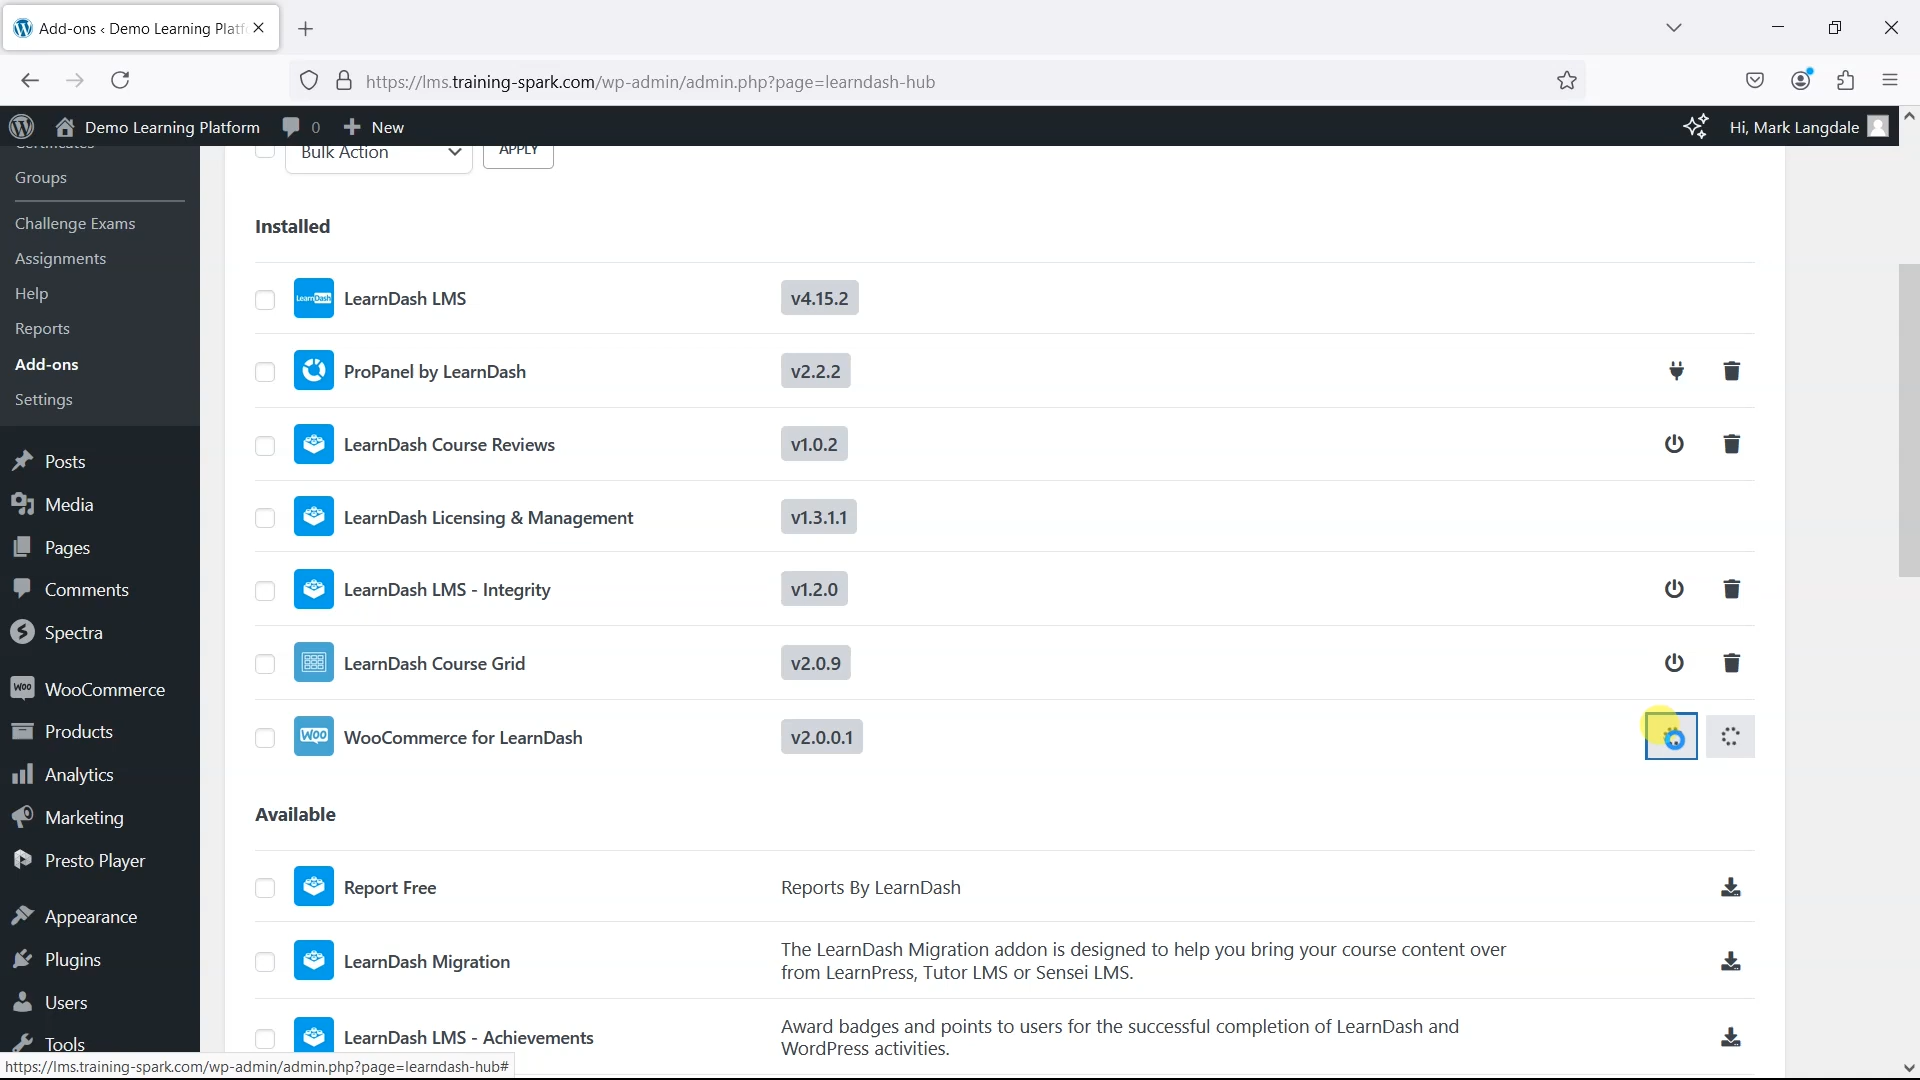 Add-ons ‹ Demo Learning Platf
https://lms.training-spark.com/wp-admin/admin.php?page=learndash-hub
Demo Learning Platform
0
New
Hi, Mark Langdale
Certificates
Groups
Challenge Exams
Assignments
Help
Reports
Add-ons
Settings
Posts
Media
Pages
Comments
Spectra
WooCommerce
Products
Analytics
Marketing
Presto Player
Appearance
Plugins
Users
Tools
Bulk Action
APPLY
Installed
LearnDash LMS
v4.15.2
ProPanel by LearnDash
v2.2.2
LearnDash Course Reviews
v1.0.2
LearnDash Licensing & Management
v1.3.1.1
LearnDash LMS - Integrity
v1.2.0
LearnDash Course Grid
v2.0.9
WooCommerce for LearnDash
v2.0.0.1
Available
Report Free
Reports By LearnDash
LearnDash Migration
The LearnDash Migration addon is designed to help you bring your course content over
from LearnPress, Tutor LMS or Sensei LMS.
LearnDash LMS - Achievements
Award badges and points to users for the successful completion of LearnDash and
WordPress activities.
https://lms.training-spark.com/wp-admin/admin.php?page=learndash-hub#